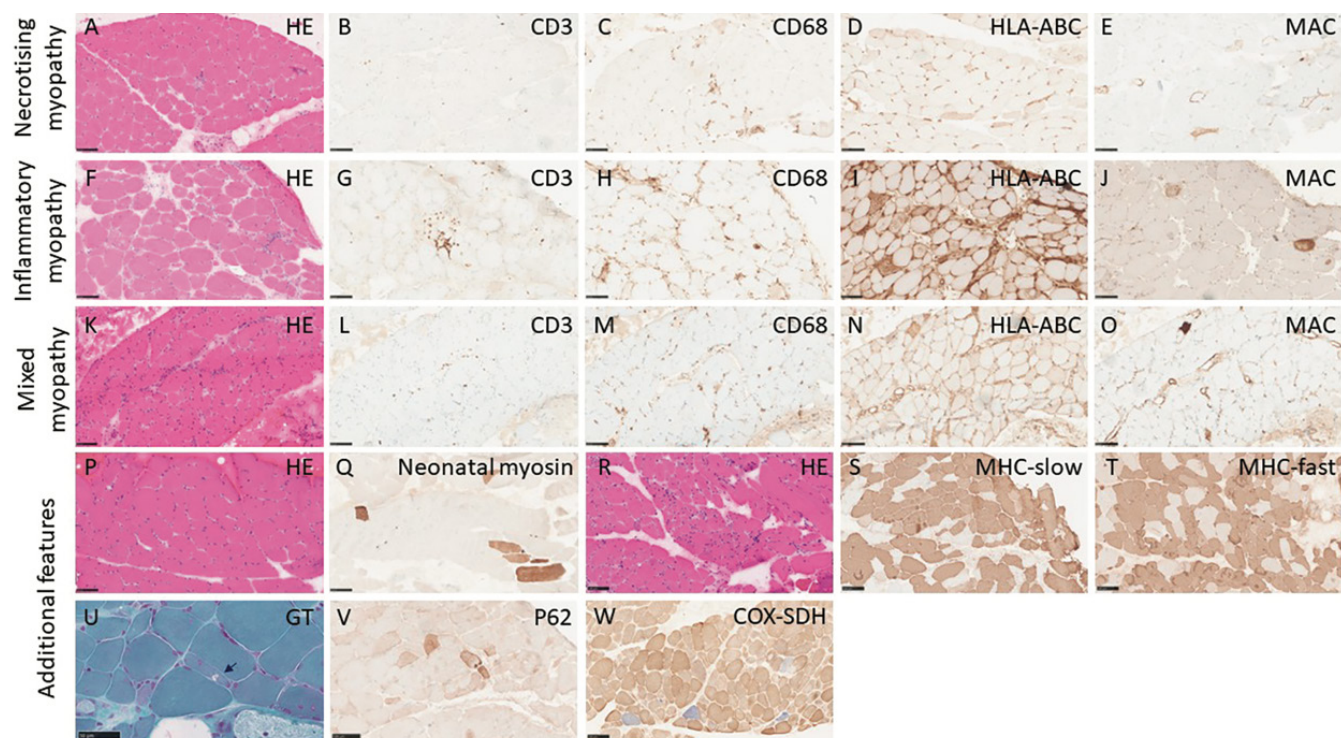 Necrotising
myopathy
A HE
B CD3
C CD68
D HLA-ABC
E MAC
Inflammatory
myopathy
F HE
G CD3
H CD68
I HLA-ABC
J MAC
Mixed
myopathy
K HE
L CD3
M CD68
N HLA-ABC
O MAC
Additional features
P HE
Q Neonatal myosin
R HE
S MHC-slow
T MHC-fast
U GT
V P62
W COX-SDH